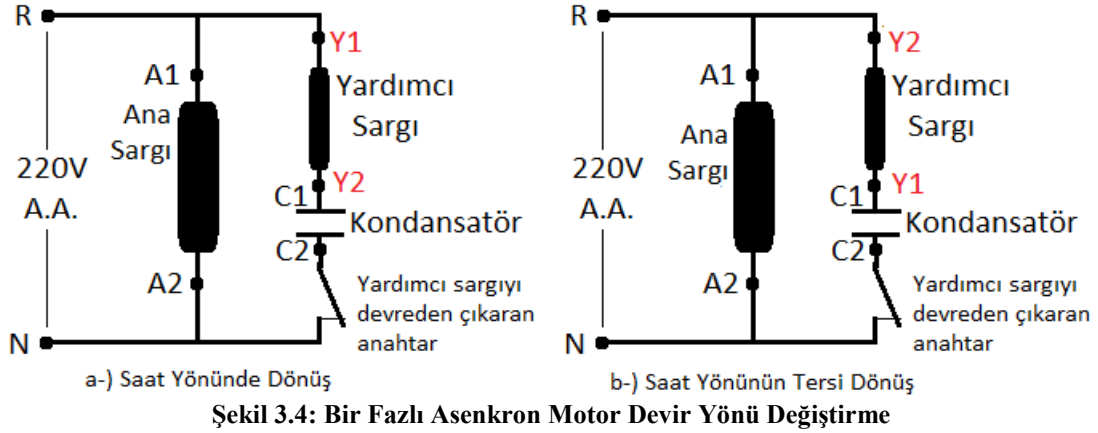 R
Y1
A1
Yardımcı
Sargı
Ana
Sargı
220V
A.A.
Y2
C1
Kondansatör
C2
A2
Yardımcı sargıyı
devreden çıkaran
anahtar
N
a-) Saat Yönünde Dönüş
R
Y2
A1
Yardımcı
Sargı
Ana
Sargı
220V
A.A.
Y1
C1
Kondansatör
C2
A2
Yardımcı sargıyı
devreden çıkaran
anahtar
N
b-) Saat Yönünün Tersi Dönüş
Şekil 3.4: Bir Fazlı Asenkron Motor Devir Yönü Değiştirme